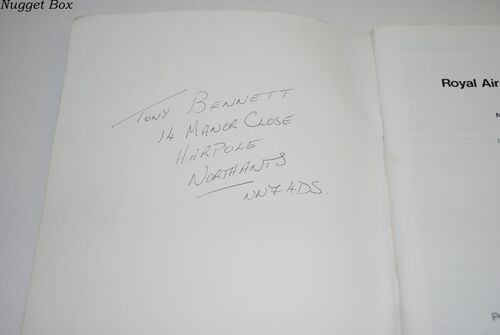 Nugget Box
Tony Bennett
14 Manor Close
Harpole
Northants
NN7 4DS.
Royal Air